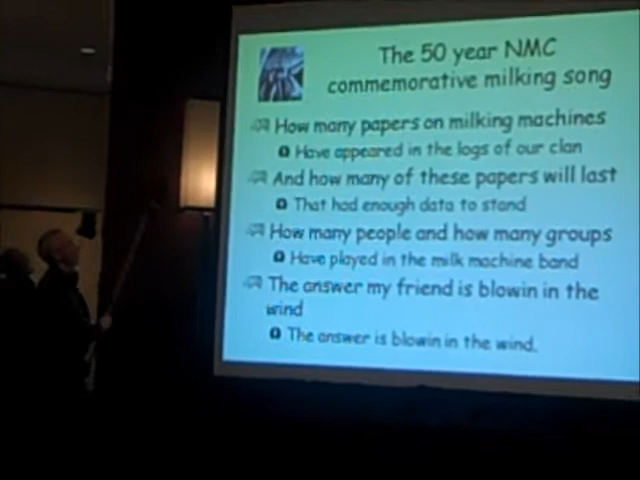 The 50 year NMC
commemorative milking song
How many papers on milking machines
Have appeared in the logs of our clan
And how many of these papers will last
That had enough data to stand
How many people and how many groups
Have played in the milk machine band
The answer my friend is blowin in the
wind
The answer is blowin in the wind.